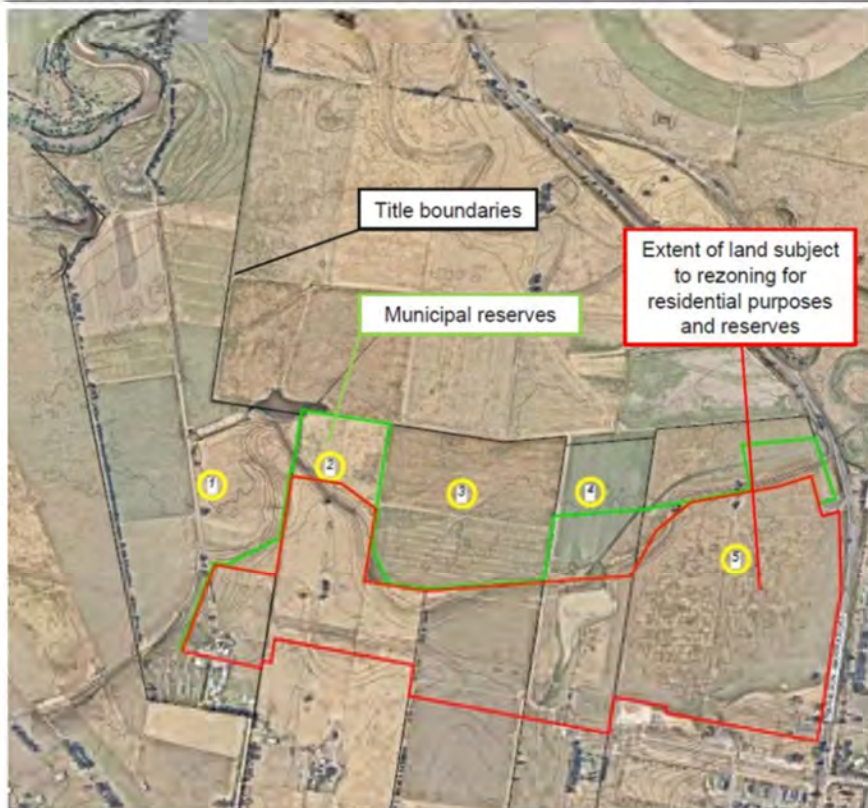 Title boundaries
Extent of land subject
to rezoning for
residential purposes
and reserves
Municipal reserves
1
2
3
4
5